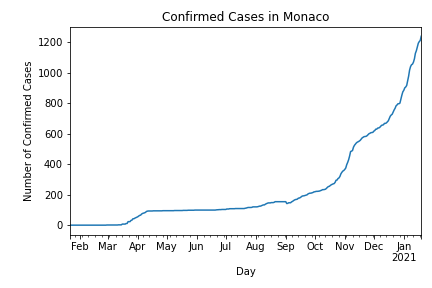 Confirmed Cases in Monaco
Number of Confirmed Cases
1200
1000
800
600
400
200
0
Feb Mar Apr May Jun Jul Aug Sep Oct Nov Dec Jan
2021
Day